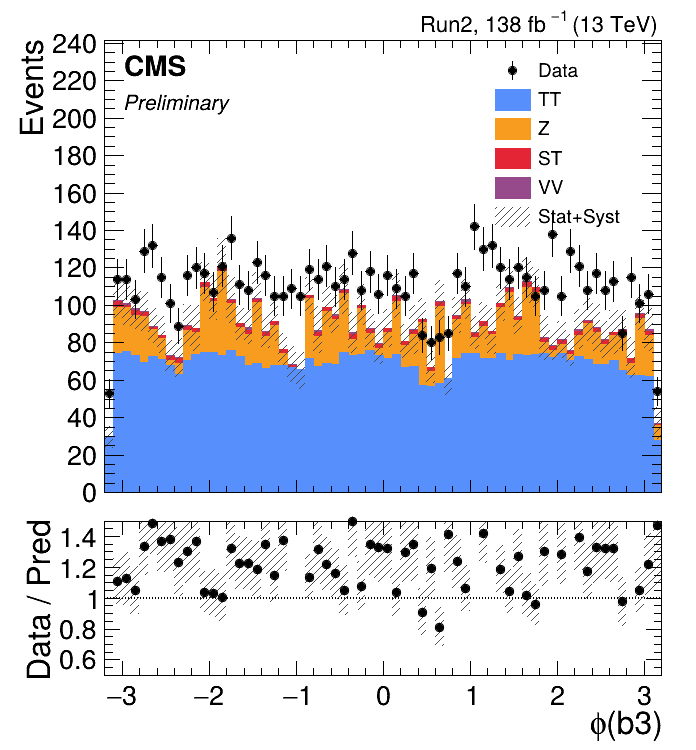 Run2, 138 fb⁻¹ (13 TeV)
CMS
Preliminary
Data
TT
Z
ST
VV
Stat+Syst
Events
240
220
200
180
160
140
120
100
80
60
40
20
0
Data / Pred
1.4
1.2
1
0.8
0.6
−3 −2 −1 0 1 2 3
ϕ(b3)